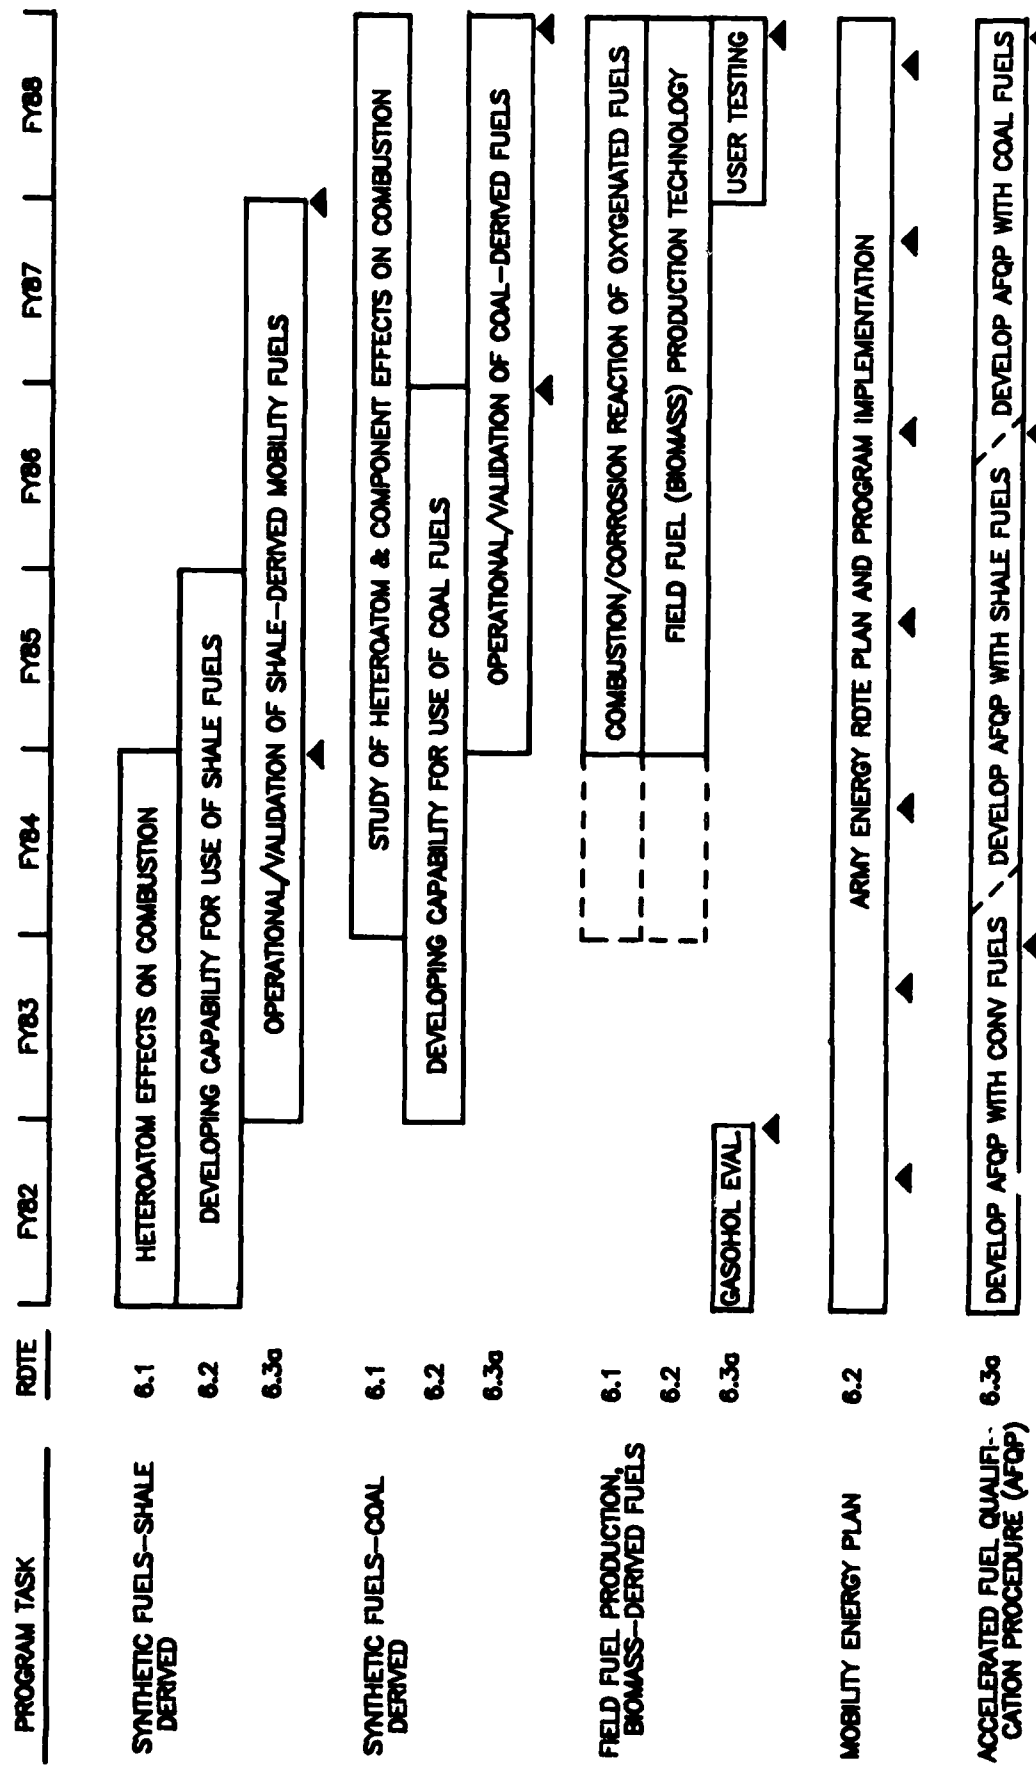 PROGRAM TASK
RDTE
FY82
FY83
FY84
FY85
FY86
FY87
FY88
SYNTHETIC FUELS-SHALE
DERIVED
6.1
HETEROATOM EFFECTS ON COMBUSTION
6.2
DEVELOPING CAPABILITY FOR USE OF SHALE FUELS
6.3a
OPERATIONAL/VALIDATION OF SHALE-DERIVED MOBILITY FUELS
SYNTHETIC FUELS-COAL
DERIVED
6.1
STUDY OF HETEROATOM & COMPONENT EFFECTS ON COMBUSTION
6.2
DEVELOPING CAPABILITY FOR USE OF COAL FUELS
6.3a
OPERATIONAL/VALIDATION OF COAL-DERIVED FUELS
FIELD FUEL PRODUCTION,
BIOMASS-DERIVED FUELS
6.1
COMBUSTION/CORROSION REACTION OF OXYGENATED FUELS
6.2
FIELD FUEL (BIOMASS) PRODUCTION TECHNOLOGY
6.3a
GASOHOL EVAL.
USER TESTING
MOBILITY ENERGY PLAN
6.2
ARMY ENERGY RDTE PLAN AND PROGRAM IMPLEMENTATION
ACCELERATED FUEL QUALIFI-
CATION PROCEDURE (AFQP)
6.3a
DEVELOP AFQP WITH CONV FUELS
DEVELOP AFQP WITH SHALE FUELS
DEVELOP AFQP WITH COAL FUELS